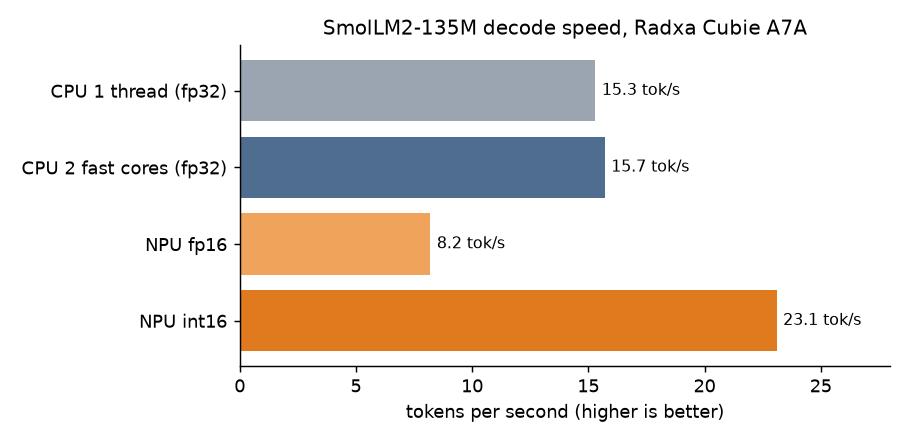 SmolLM2-135M decode speed, Radxa Cubie A7A
CPU 1 thread (fp32)
15.3 tok/s
CPU 2 fast cores (fp32)
15.7 tok/s
NPU fp16
8.2 tok/s
NPU int16
23.1 tok/s
0 5 10 15 20 25
tokens per second (higher is better)